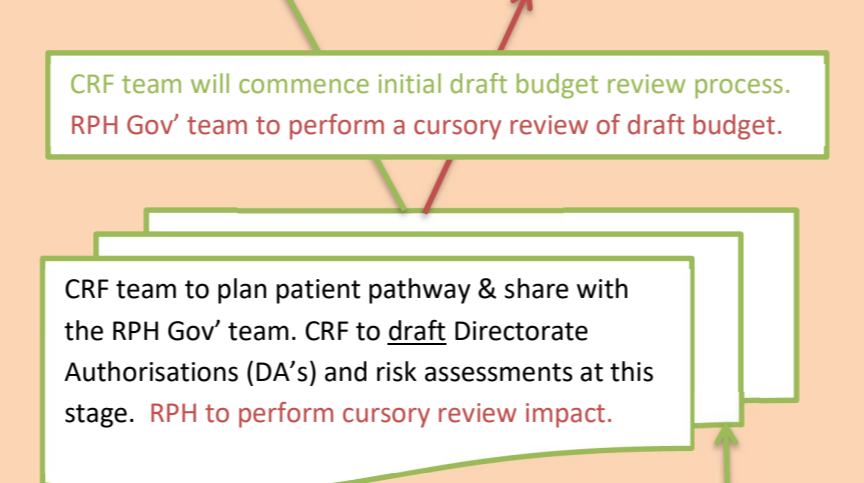 CRF team will commence initial draft budget review process.
RPH Gov’ team to perform a cursory review of draft budget.
CRF team to plan patient pathway & share with
the RPH Gov’ team. CRF to draft Directorate
Authorisations (DA’s) and risk assessments at this
stage.  RPH to perform cursory review impact.